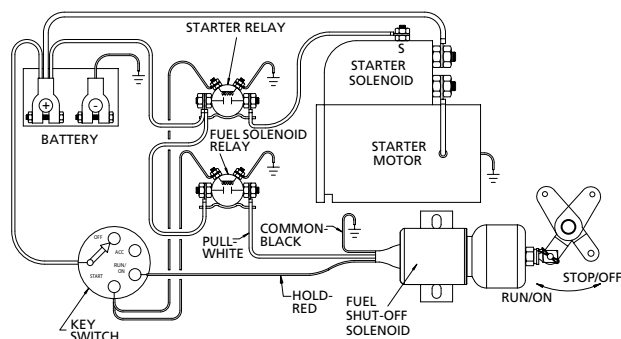 STARTER RELAY
S
STARTER
SOLENOID
+
-
BATTERY
FUEL SOLENOID
RELAY
STARTER
MOTOR
OFF
ACC
RUN/
ON
START
PULL-
WHITE
COMMON-
BLACK
STOP/OFF
RUN/ON
HOLD-
RED
FUEL
SHUT-OFF
SOLENOID
KEY
SWITCH